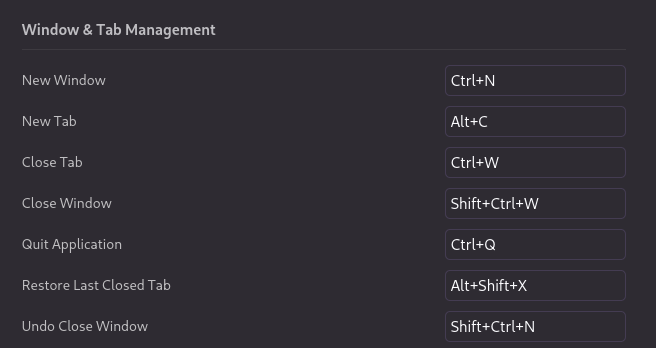 Window & Tab Management
New Window Ctrl+N
New Tab Alt+C
Close Tab Ctrl+W
Close Window Shift+Ctrl+W
Quit Application Ctrl+Q
Restore Last Closed Tab Alt+Shift+X
Undo Close Window Shift+Ctrl+N